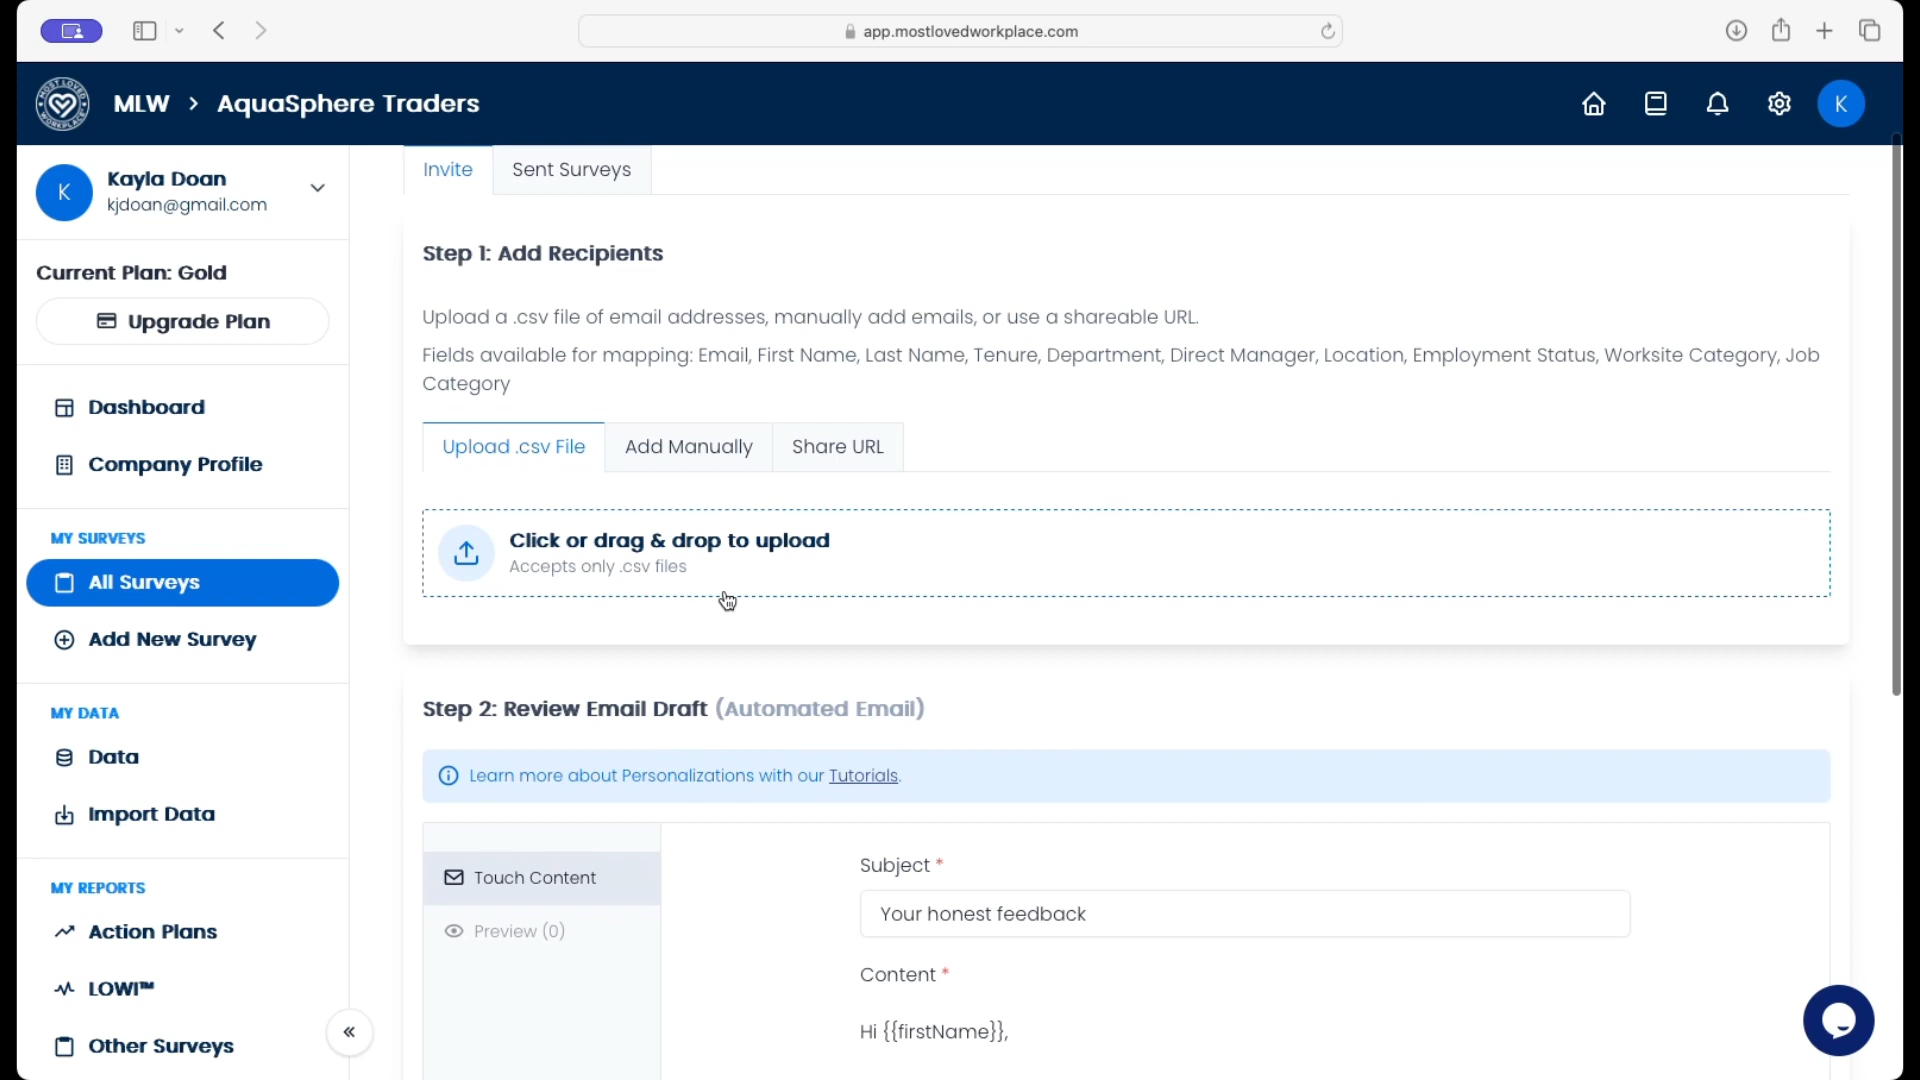 app.mostlovedworkplace.com
MOST LOVED WORKPLACE
MLW > AquaSphere Traders
K
K
Kayla Doan
kjdoan@gmail.com
Current Plan: Gold
Upgrade Plan
Dashboard
Company Profile
MY SURVEYS
All Surveys
Add New Survey
MY DATA
Data
Import Data
MY REPORTS
Action Plans
LOWI™
Other Surveys
Invite
Sent Surveys
Step 1: Add Recipients
Upload a .csv file of email addresses, manually add emails, or use a shareable URL.
Fields available for mapping: Email, First Name, Last Name, Tenure, Department, Direct Manager, Location, Employment Status, Worksite Category, Job
Category
Upload .csv File
Add Manually
Share URL
Click or drag & drop to upload
Accepts only .csv files
Step 2: Review Email Draft (Automated Email)
Learn more about Personalizations with our Tutorials.
Touch Content
Preview (0)
Subject *
Your honest feedback
Content *
Hi {{firstName}},